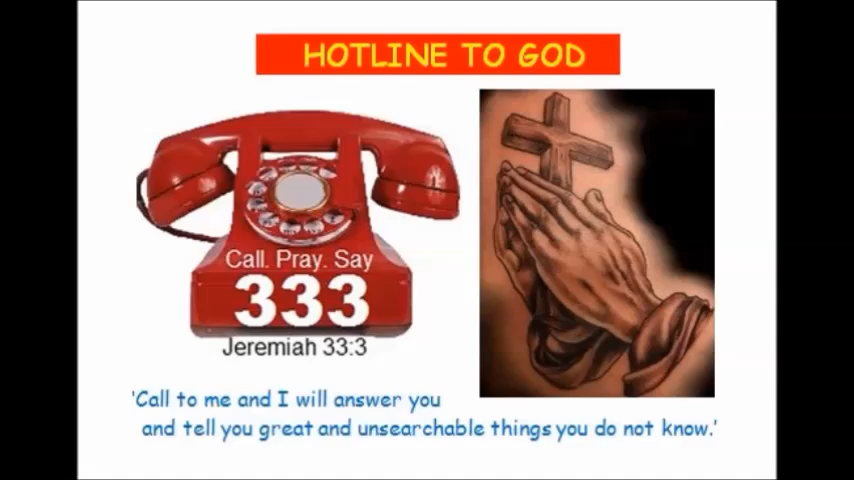 HOTLINE TO GOD
Call. Pray. Say
333
Jeremiah 33:3
'Call to me and I will answer you
and tell you great and unsearchable things you do not know.'